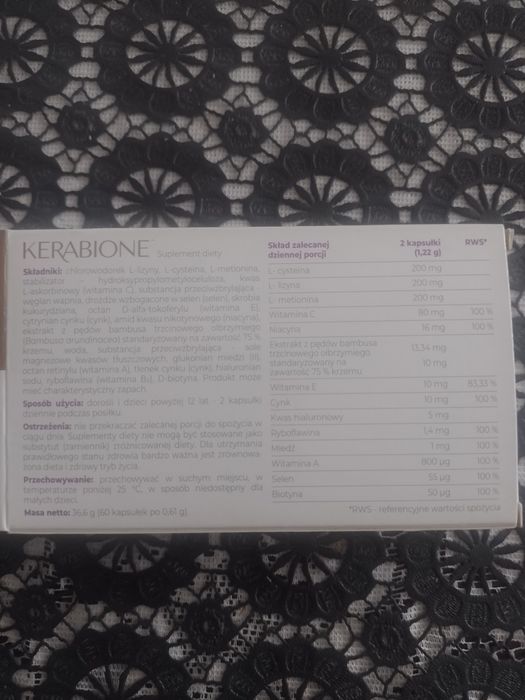 KERABIONE Suplement diety
Składniki: chlorowodorek L-lizyny, L-cysteina, L-metionina,
stabilizator - hydroksypropylometyloceluloza, kwas
L-askorbinowy (witamina C), substancja przeciwzbrylająca -
węglan wapnia, drożdże wzbogacone w selen (selen), skrobia
kukurydziana, octan D-alfa-tokoferylu (witamina E),
cytrynian cynku (cynk), amid kwasu nikotynowego (niacyna),
ekstrakt z pędów bambusa trzcinowego olbrzymiego
(Bambusa arundinacea) standaryzowany na zawartość 75 %
krzemu, woda, substancja przeciwzbrylająca - sole
magnezowe kwasów tłuszczowych, glukonian miedzi (II),
octan retinylu (witamina A), tlenek cynku (cynk), hialuronian
sodu, ryboflawina (witamina B₂), D-biotyna. Produkt może
mieć charakterystyczny zapach.
Sposób użycia: dorośli i dzieci powyżej 12 lat - 2 kapsułki
dziennie podczas posiłku.
Ostrzeżenia: nie przekraczać zalecanej porcji do spożycia w
ciągu dnia. Suplementy diety nie mogą być stosowane jako
substytut (zamiennik) zróżnicowanej diety. Dla utrzymania
prawidłowego stanu zdrowia bardzo ważna jest zrównowa-
żona dieta i zdrowy tryb życia.
Przechowywanie: przechowywać w suchym miejscu, w
temperaturze poniżej 25 °C, w sposób niedostępny dla
małych dzieci.
Masa netto: 36,6 g (60 kapsułek po 0,61 g).
Skład zalecanej dziennej porcji 2 kapsułki (1,22 g) RWS*
L- cysteina 200 mg
L- lizyna 200 mg
L- metionina 200 mg
Witamina C 80 mg 100 %
Niacyna 16 mg 100 %
Ekstrakt z pędów bambusa 13,34 mg
trzcinowego olbrzymiego
standaryzowany na 10 mg
zawartość 75 % krzemu
Witamina E 10 mg 83,33 %
Cynk 10 mg 100 %
Kwas hialuronowy 5 mg
Ryboflawina 1,4 mg 100 %
Miedź 1 mg 100 %
Witamina A 800 µg 100 %
Selen 55 µg 100 %
Biotyna 50 µg 100 %
*RWS - referencyjne wartości spożycia